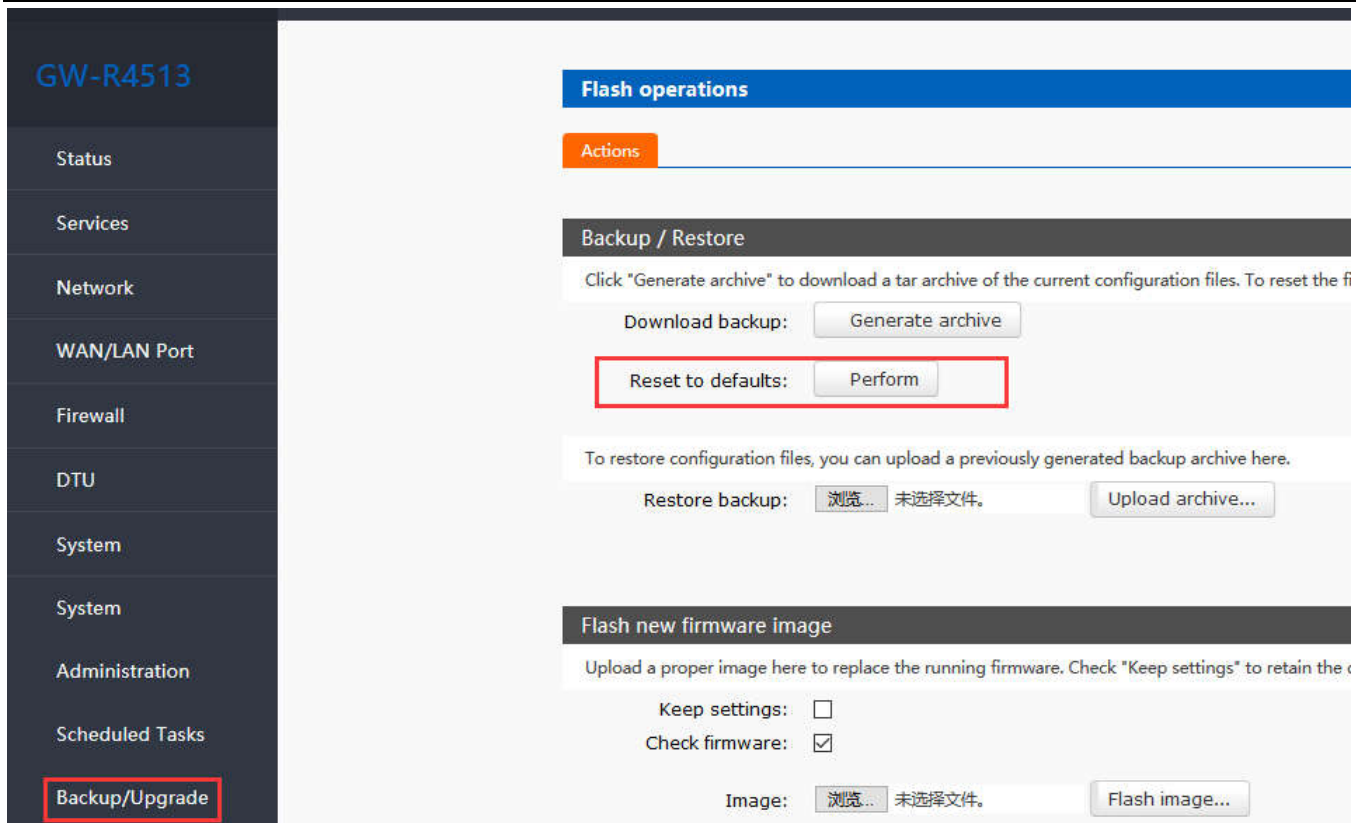 GW-R4513
Status
Services
Network
WAN/LAN Port
Firewall
DTU
System
System
Administration
Scheduled Tasks
Backup/Upgrade
Flash operations
Actions
Backup / Restore
Click "Generate archive" to download a tar archive of the current configuration files. To reset the
Download backup: Generate archive
Reset to defaults: Perform
To restore configuration files, you can upload a previously generated backup archive here.
Restore backup: 浏览... 未选择文件。 Upload archive...
Flash new firmware image
Upload a proper image here to replace the running firmware. Check "Keep settings" to retain the
Keep settings:
Check firmware:
Image: 浏览... 未选择文件。 Flash image...